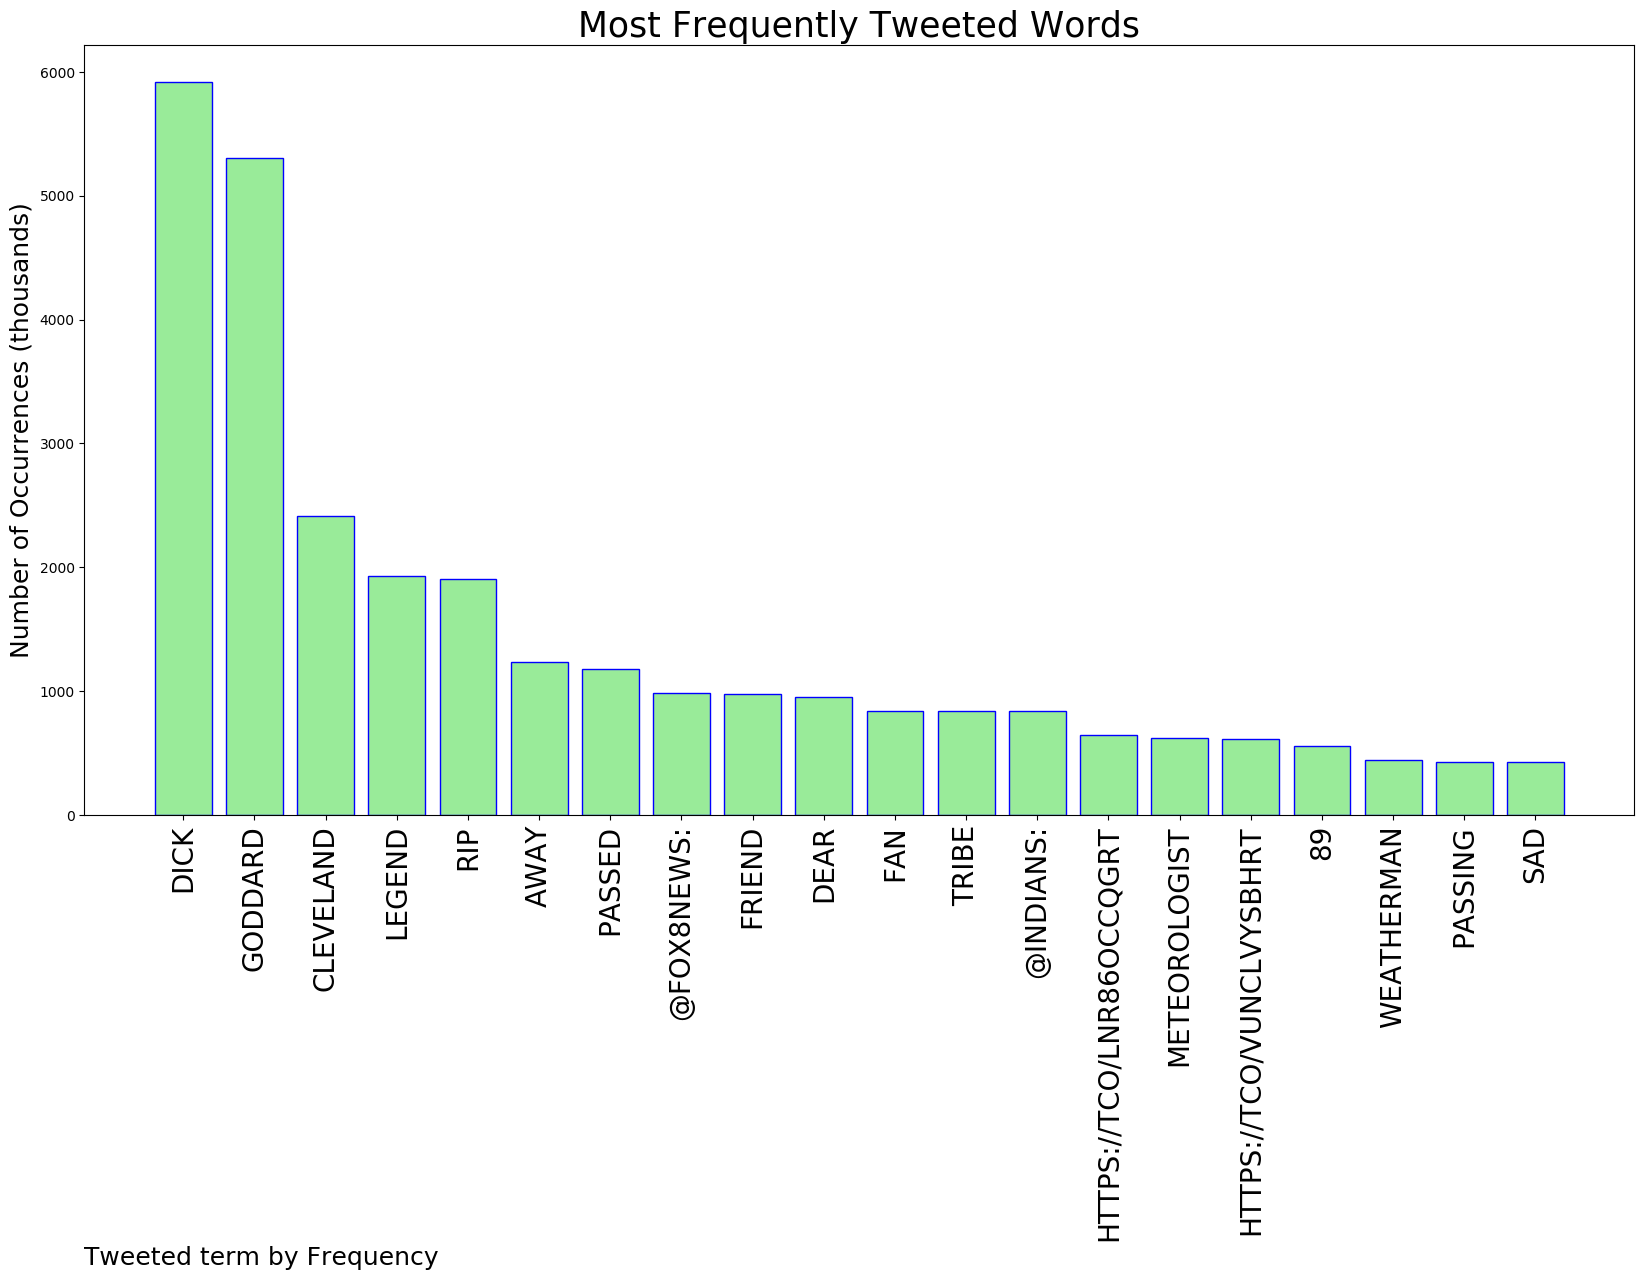 Most Frequently Tweeted Words
Number of Occurrences (thousands)
6000
5000
4000
3000
2000
1000
0
DICK
GODDARD
CLEVELAND
LEGEND
RIP
AWAY
PASSED
@FOX8NEWS:
FRIEND
DEAR
FAN
TRIBE
@INDIANS:
HTTPS://TCO/LNR86OCCQGRT
METEOROLOGIST
HTTPS://TCO/VUNCLVYSBHRT
89
WEATHERMAN
PASSING
SAD
Tweeted term by Frequency